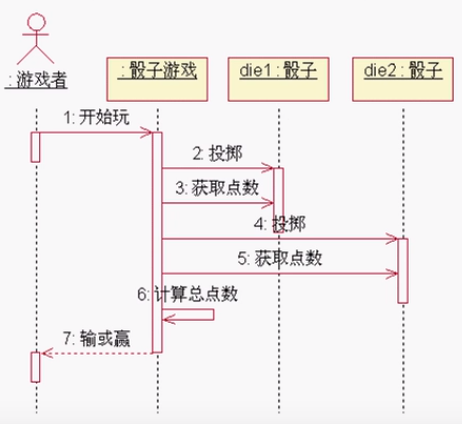 : 游戏者
: 骰子游戏
die1 : 骰子
die2 : 骰子
1: 开始玩
2: 投掷
3: 获取点数
4: 投掷
5: 获取点数
6: 计算总点数
7: 输或赢